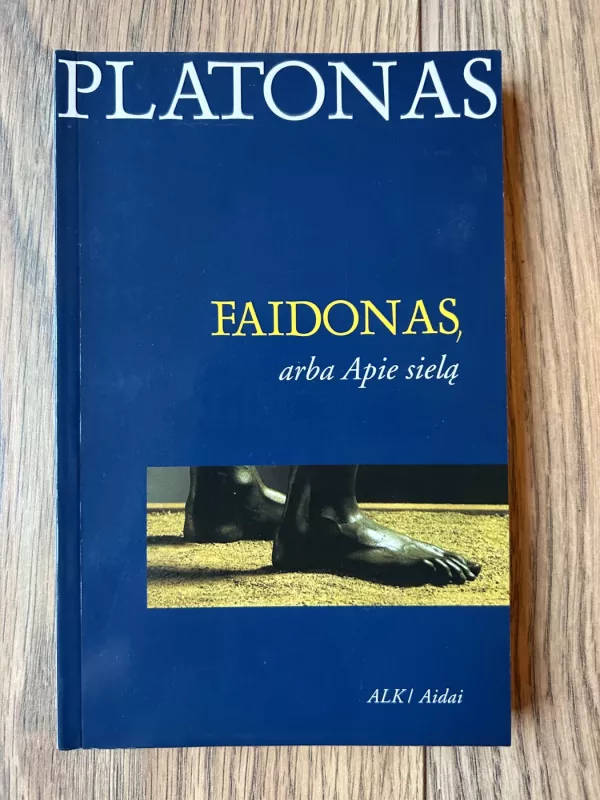 PLATONAS
FAIDONAS,
arba Apie sielą
ALK / Aidai